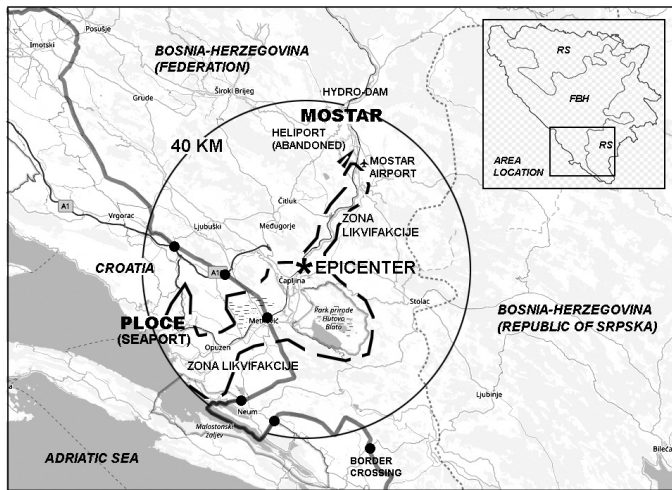 Posušje
Imotski
BOSNIA-HERZEGOVINA
(FEDERATION)
Grude
Široki Brijeg
HYDRO-DAM
MOSTAR
HELIPORT
(ABANDONED)
40 KM
MOSTAR
AIRPORT
RS
FBH
RS
AREA
LOCATION
A1
Vrgorac
Ljubuški
Čitluk
Međugorje
ZONA
LIKVIFAKCIJE
CROATIA
A1
EPICENTER
Čapljina
Stolac
PLOCE
(SEAPORT)
Metković
Park prirode
Hutovo
Blato
Opuzen
ZONA LIKVIFAKCIJE
BOSNIA-HERZEGOVINA
(REPUBLIC OF SRPSKA)
Ljubinje
Neum
Malostonski
zaljev
ADRIATIC SEA
BORDER
CROSSING
Bileća